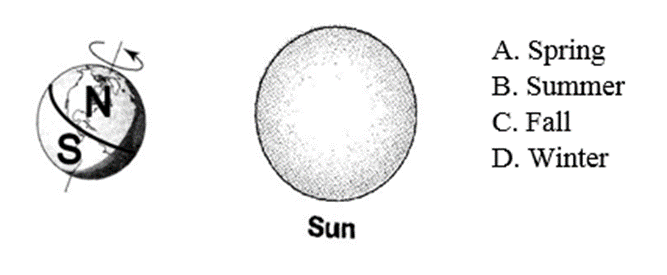 N
S
Sun
A. Spring
B. Summer
C. Fall
D. Winter